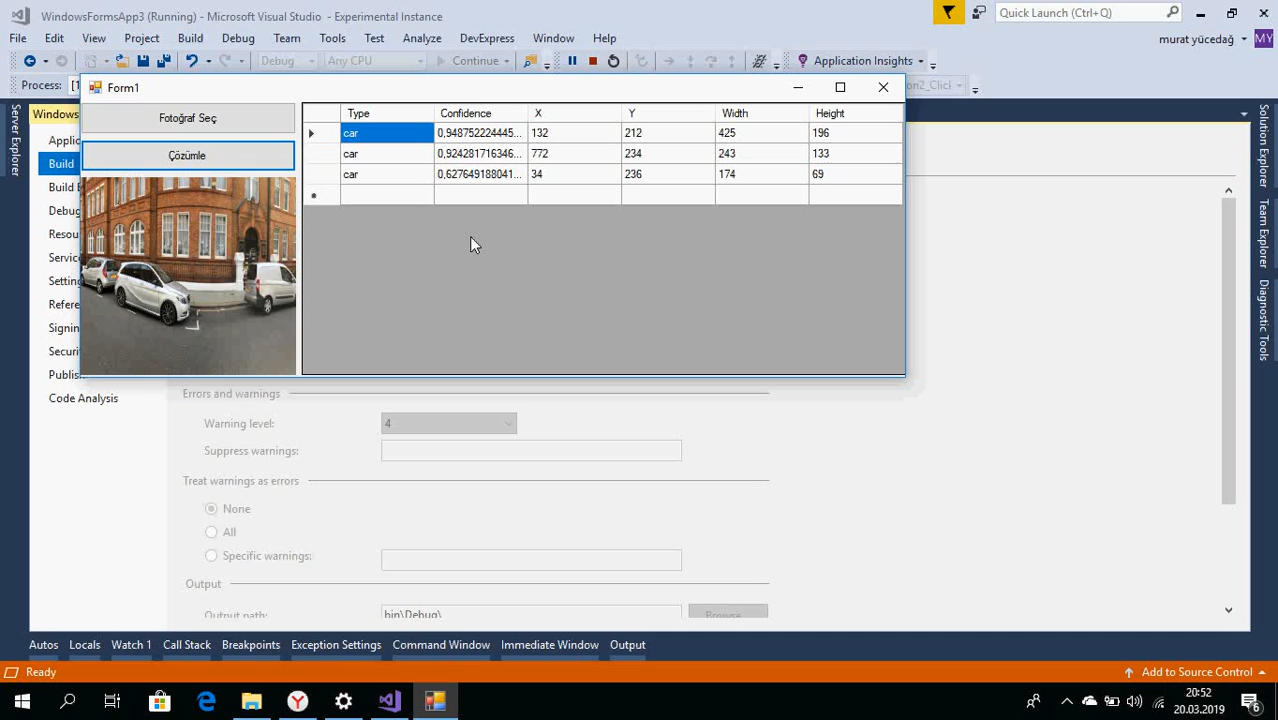 WindowsFormsApp3 (Running) - Microsoft Visual Studio - Experimental Instance
Quick Launch (Ctrl+Q)
File Edit View Project Build Debug Team Tools Test Analyze DevExpress Window Help
murat yücedağ MY
Debug Any CPU Continue Application Insights
Process: [1
on2_Click
Form1
Windows
Server Explorer
Solution Explorer
Team Explorer
Diagnostic Tools
Fotoğraf Seç
Çözümle
Type Confidence X Y Width Height
car 0,948752224445... 132 212 425 196
car 0,924281716346... 772 234 243 133
car 0,627649188041... 34 236 174 69
Applic
Build
Build E
Debug
Resou
Servic
Setting
Refere
Signin
Securi
Publis
Code Analysis
Errors and warnings
Warning level: 4
Suppress warnings:
Treat warnings as errors
None
All
Specific warnings:
Output
Output path: bin\Debug\ Browse...
Autos Locals Watch 1 Call Stack Breakpoints Exception Settings Command Window Immediate Window Output
Ready Add to Source Control
20:52
20.03.2019
6